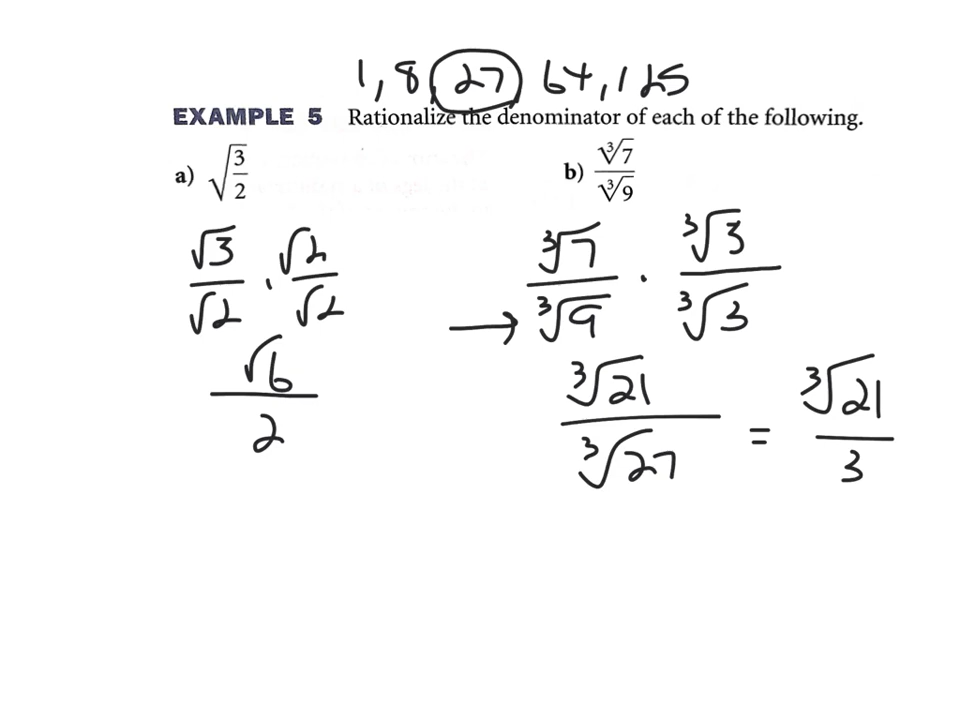 1, 8, 27, 64, 125
EXAMPLE 5 Rationalize the denominator of each of the following.
a) √(3/2)
b) ∛7/∛9
√3/√2 · √2/√2
√6/2
∛7/∛9 · ∛3/∛3
→
∛21/∛27 = ∛21/3